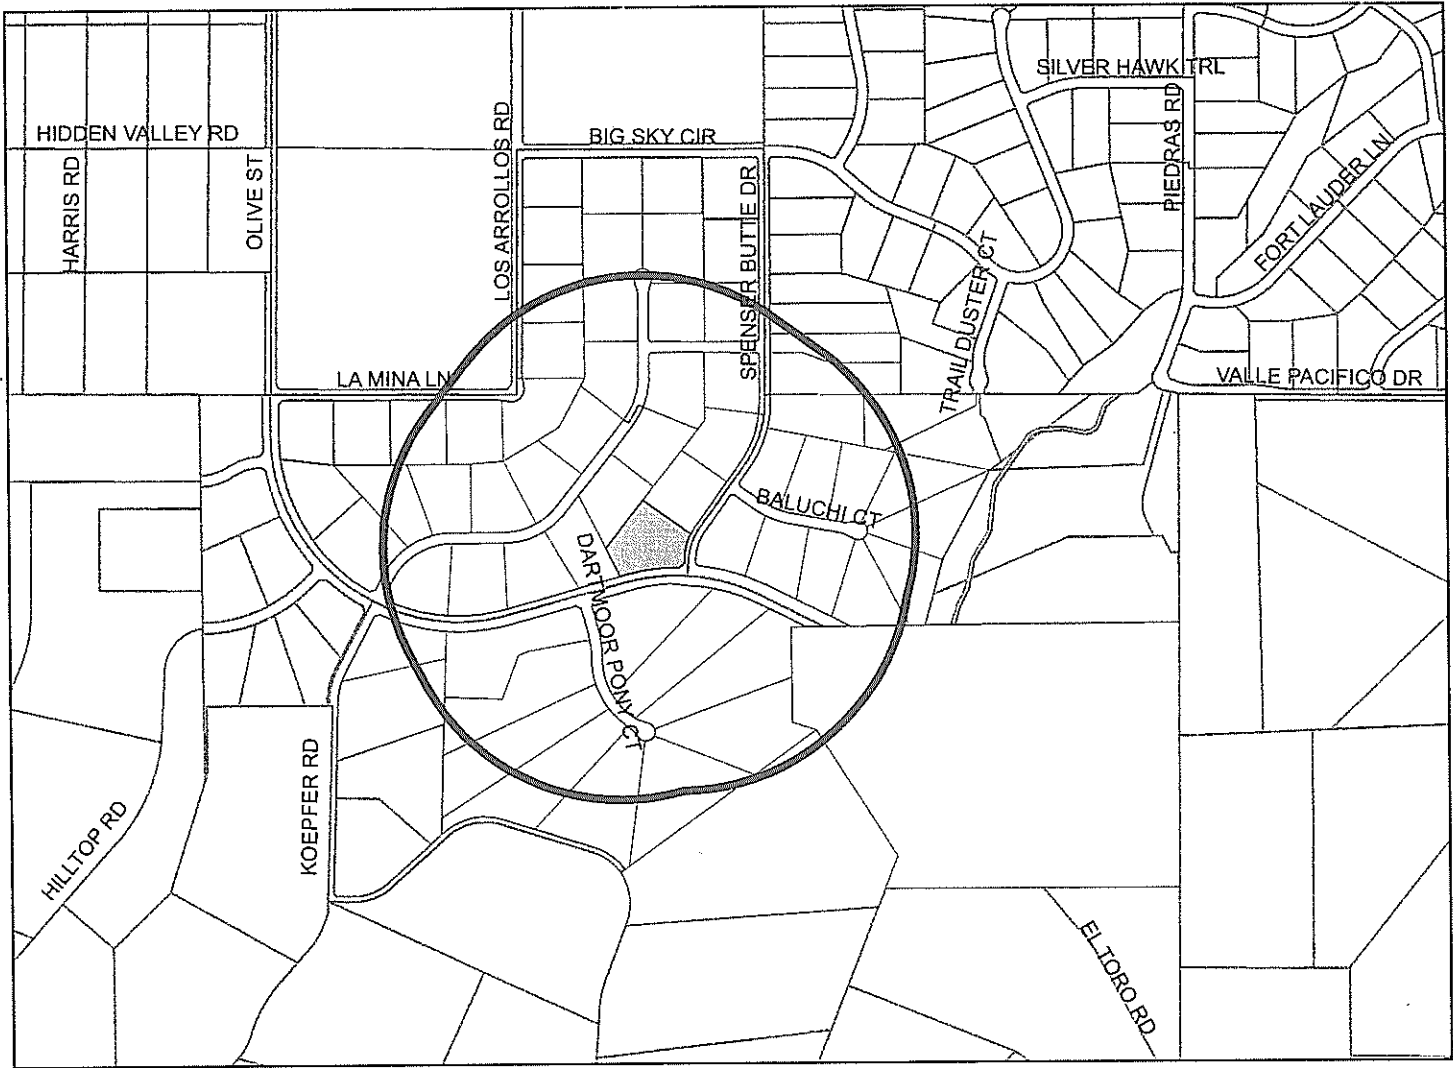 SILVER HAWK TRL
HIDDEN VALLEY RD
BIG SKY CIR
HARRIS RD
OLIVE ST
LOS ARROLLOS RD
SPENSER BUTTE DR
PIEDRAS RD
FORT LAUDER LN
TRAIL DUSTER CT
LA MINA LN
VALLE PACIFICO DR
BALUCHI CT
DARTMOOR PONY CT
KOEPFER RD
HILLTOP RD
EL TORO RD